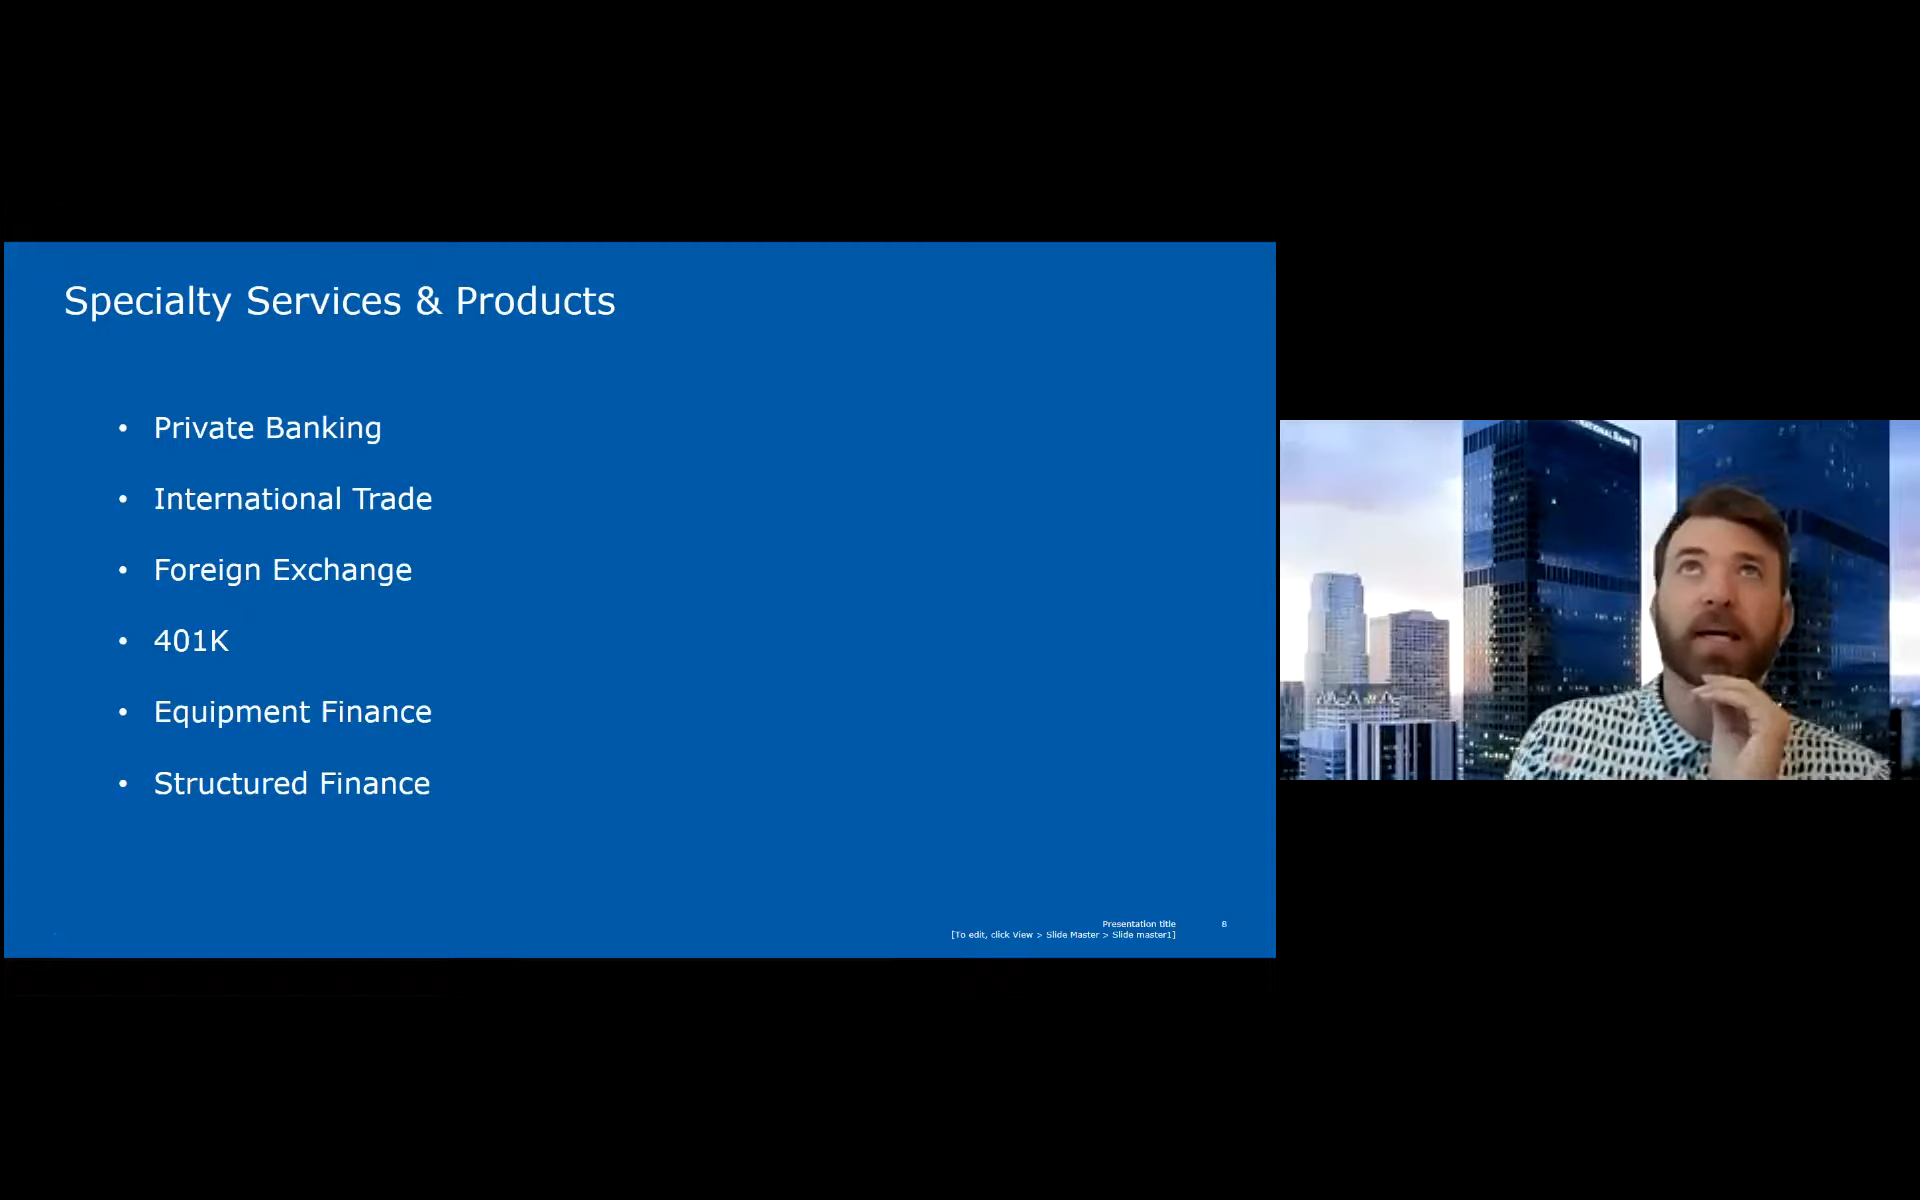 Specialty Services & Products
• Private Banking
• International Trade
• Foreign Exchange
• 401K
• Equipment Finance
• Structured Finance
Presentation title 8
[To edit, click View > Slide Master > Slide master1]